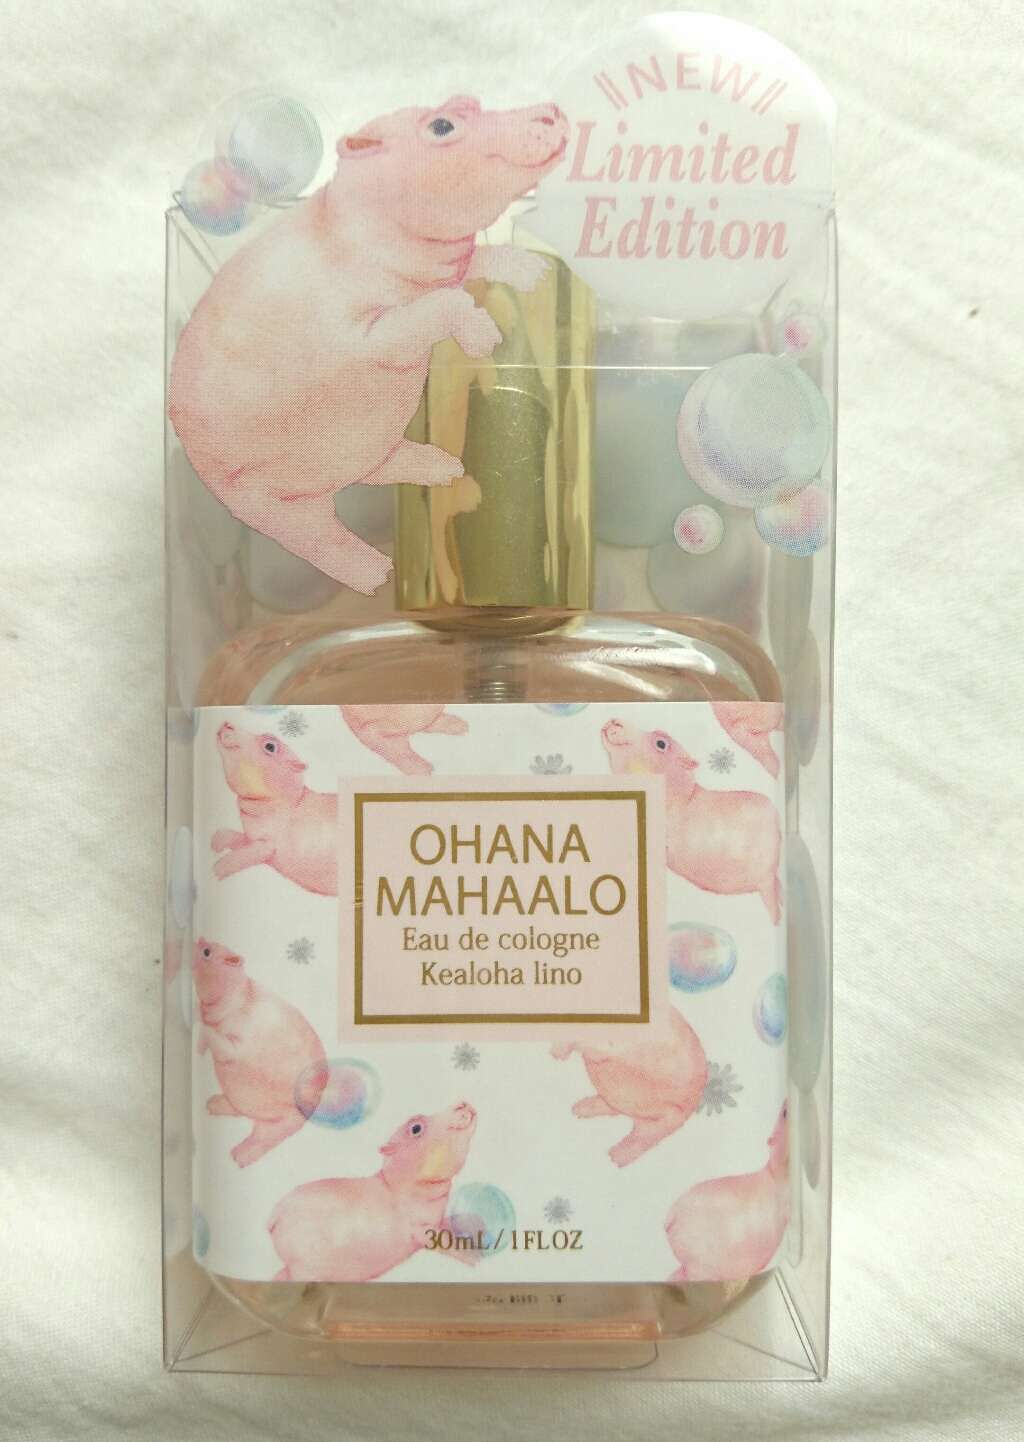 NEW
Limited
Edition
OHANA
MAHAALO
Eau de cologne
Kealoha lino
30mL/1FLOZ